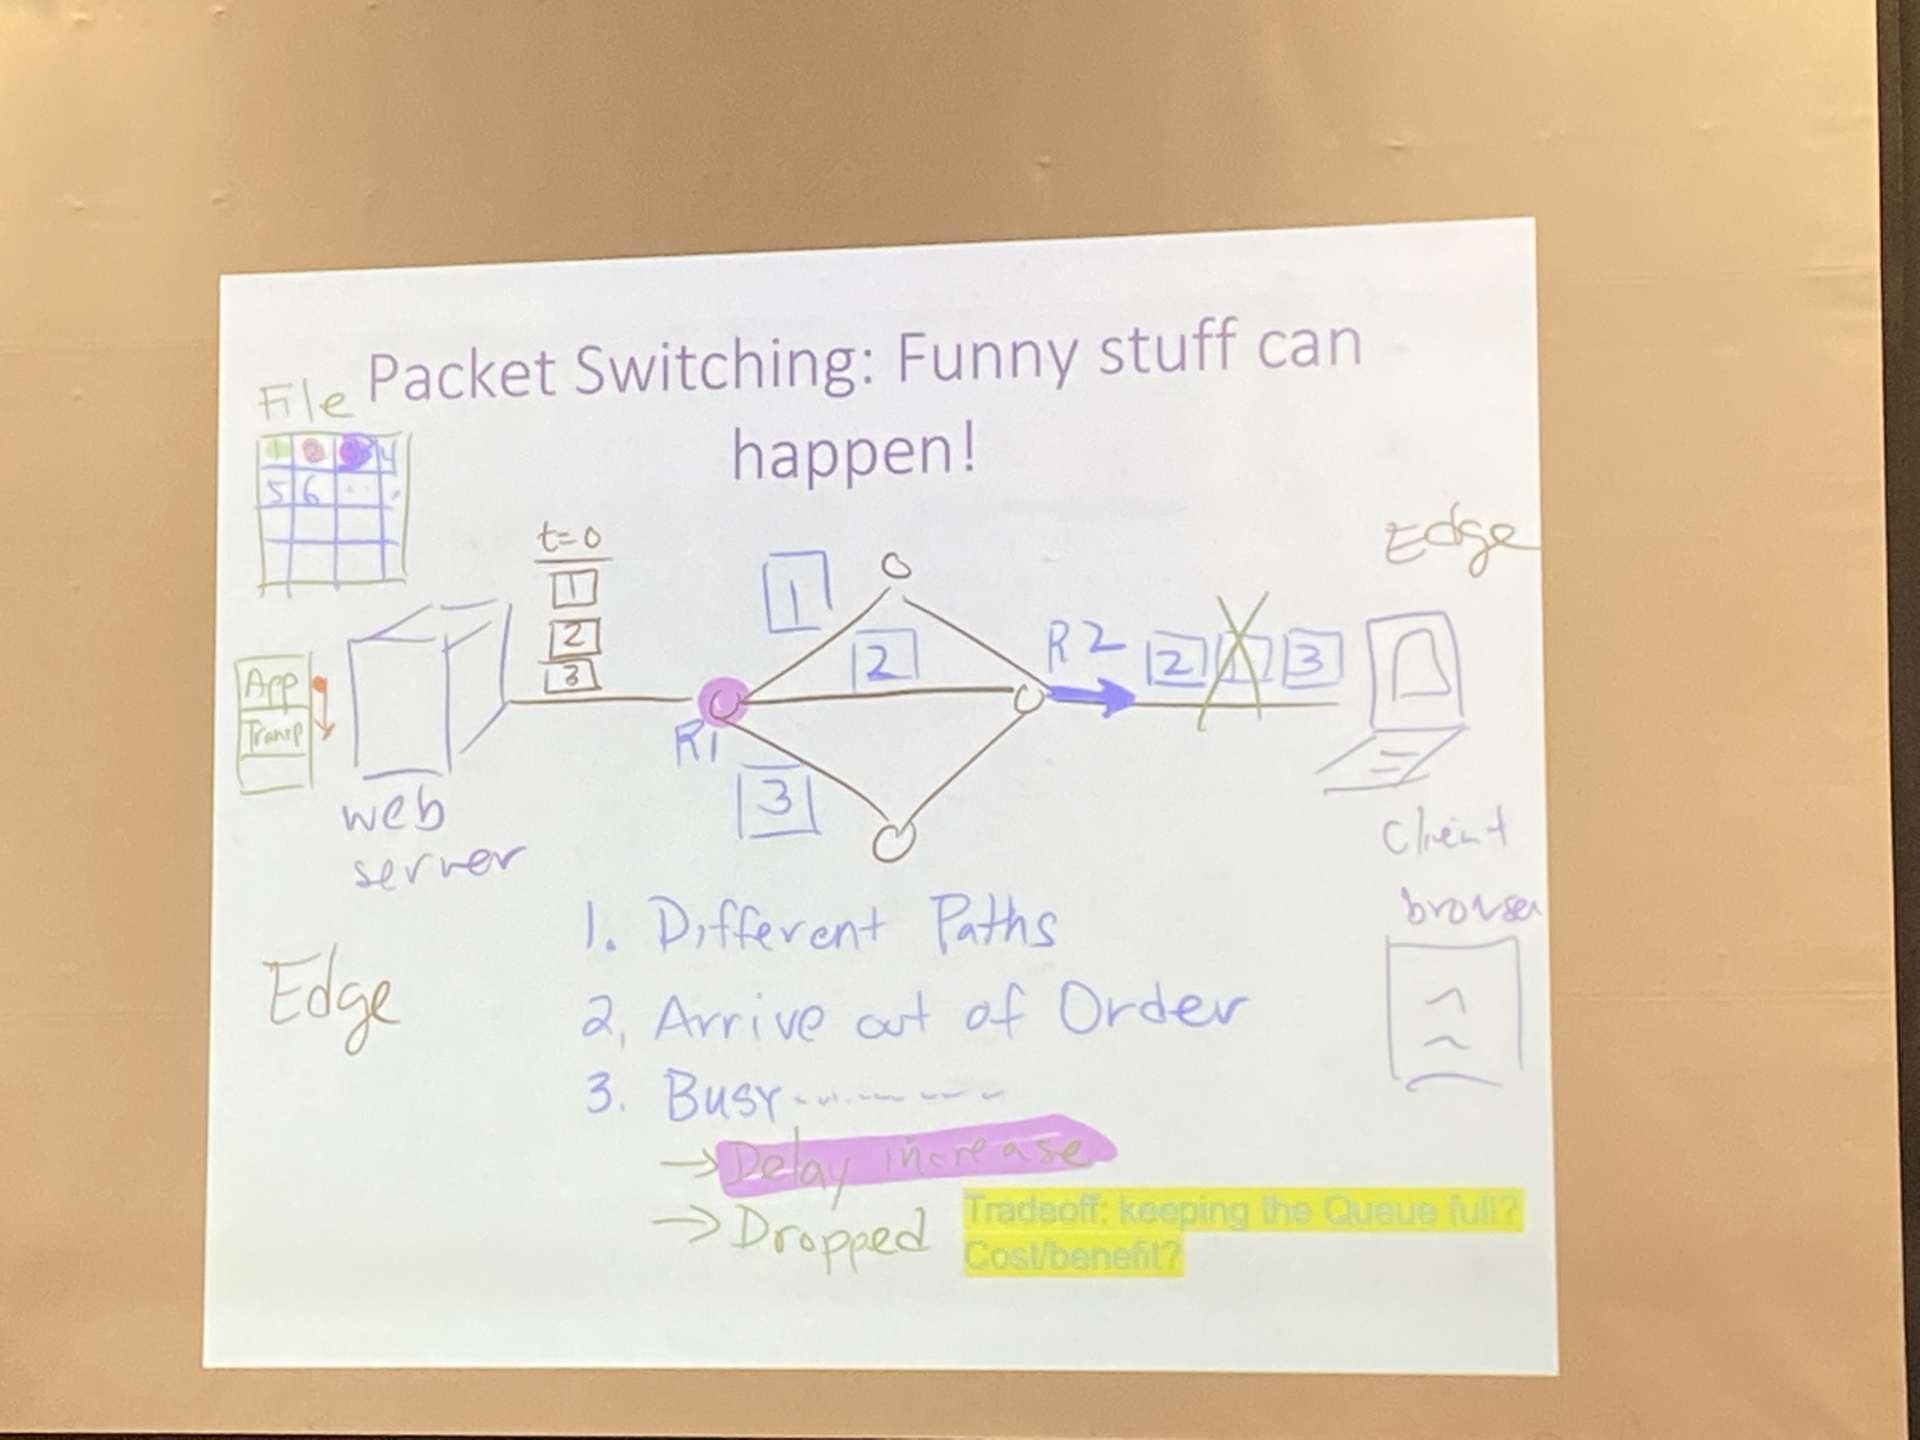 Packet Switching: Funny stuff can
happen!
File
1 2 3 4
5 6 ...
t=0
1
2
3
App
Transp
web
server
Edge
R1
1
2
3
R2
2 1 3
Edge
Client
browser
1. Different Paths
2, Arrive out of Order
3. Busy --------
→ Delay increase
→ Dropped
Tradeoff: keeping the Queue full?
Cost/benefit?